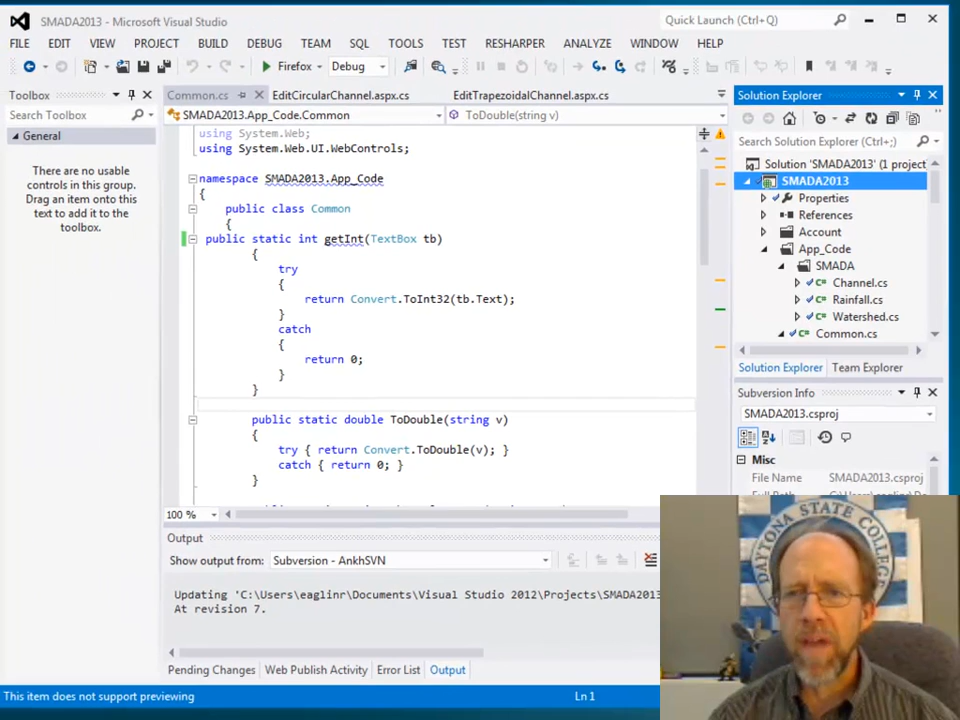 SMADA2013 - Microsoft Visual Studio
Quick Launch (Ctrl+Q)
FILE EDIT VIEW PROJECT BUILD DEBUG TEAM SQL TOOLS TEST RESHARPER ANALYZE WINDOW HELP
Firefox Debug
Toolbox
Search Toolbox
General
There are no usable
controls in this group.
Drag an item onto this
text to add it to the
toolbox.
Common.cs EditCircularChannel.aspx.cs EditTrapezoidalChannel.aspx.cs
SMADA2013.App_Code.Common ToDouble(string v)
using System.Web;
using System.Web.UI.WebControls;
namespace SMADA2013.App_Code
{
public class Common
{
public static int getInt(TextBox tb)
{
try
{
return Convert.ToInt32(tb.Text);
}
catch
{
return 0;
}
}
public static double ToDouble(string v)
{
try { return Convert.ToDouble(v); }
catch { return 0; }
}
100 %
Output
Show output from: Subversion - AnkhSVN
Updating 'C:\Users\eaglinr\Documents\Visual Studio 2012\Projects\SMADA2013
At revision 7.
Pending Changes Web Publish Activity Error List Output
This item does not support previewing
Ln 1
Solution Explorer
Search Solution Explorer (Ctrl+;)
Solution 'SMADA2013' (1 project
SMADA2013
Properties
References
Account
App_Code
SMADA
Channel.cs
Rainfall.cs
Watershed.cs
Common.cs
Solution Explorer Team Explorer
Subversion Info
SMADA2013.csproj
Misc
File Name SMADA2013.csproj
DAYTONA STATE COLLEGE